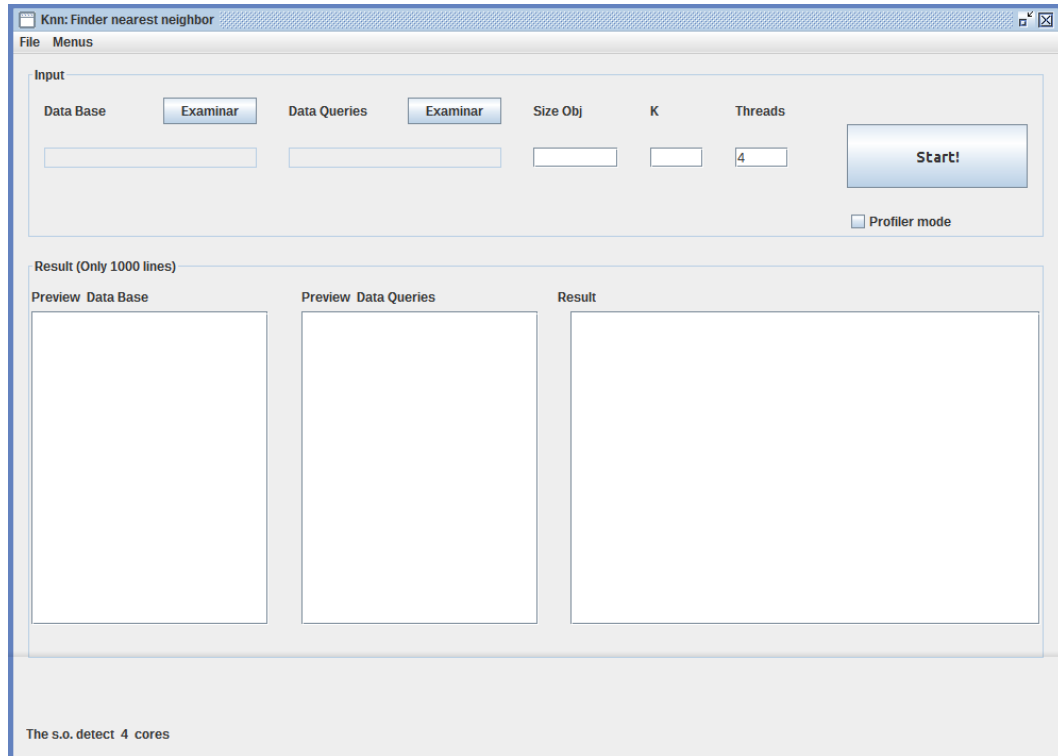 Knn: Finder nearest neighbor
File Menus
Input
Data Base Examinar Data Queries Examinar Size Obj K Threads
4
Start!
Profiler mode
Result (Only 1000 lines)
Preview Data Base Preview Data Queries Result
The s.o. detect 4 cores